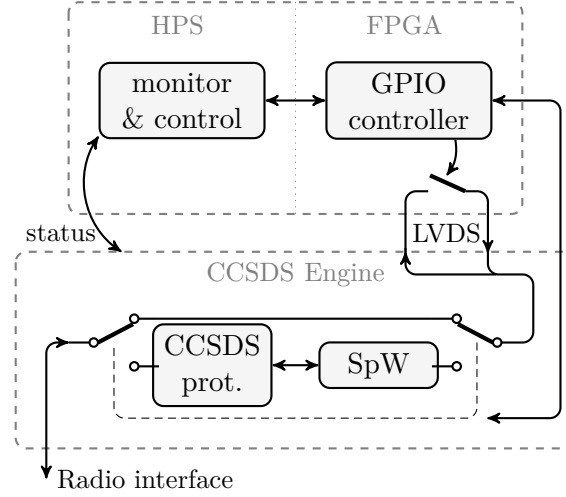 HPS
FPGA
monitor
& control
GPIO
controller
status
LVDS
CCSDS Engine
CCSDS
prot.
SpW
Radio interface